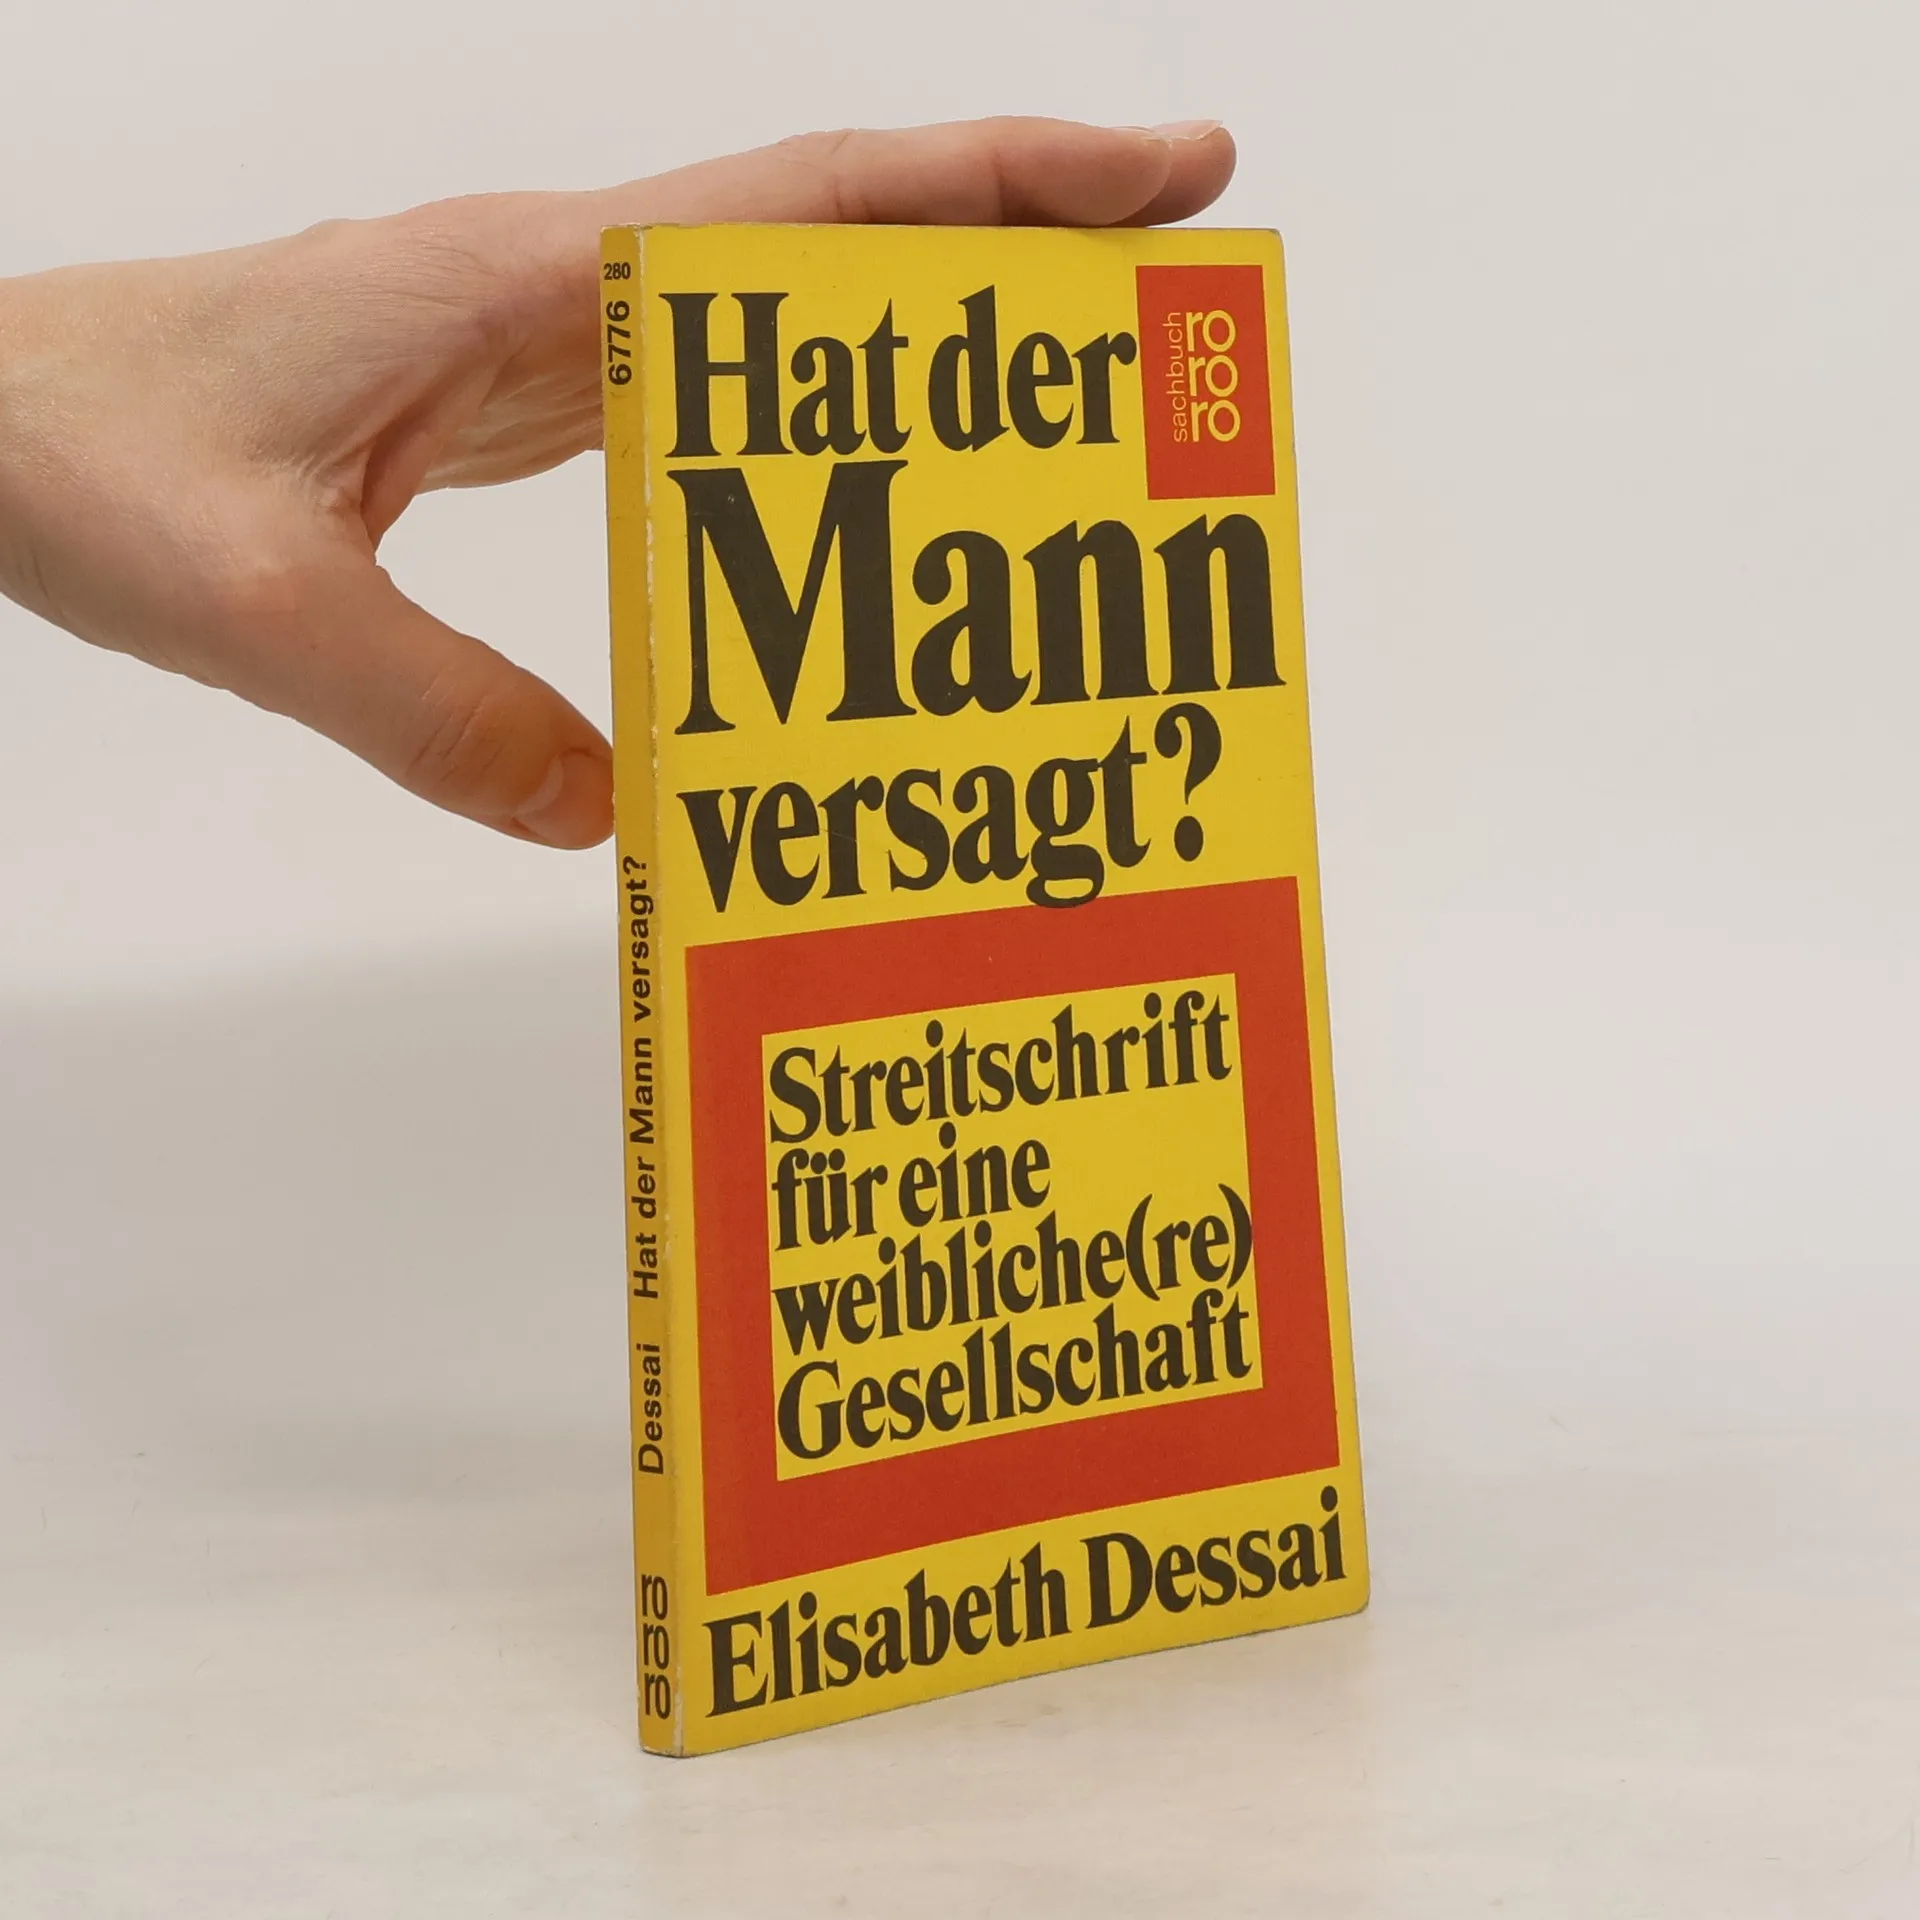 280
6776
Dessai Hat der Mann versagt?
ro
ro
ro
Hat der
Mann
versagt?
sachbuch
ro
ro
ro
Streitschrift
für eine
weibliche(re)
Gesellschaft
Elisabeth Dessai